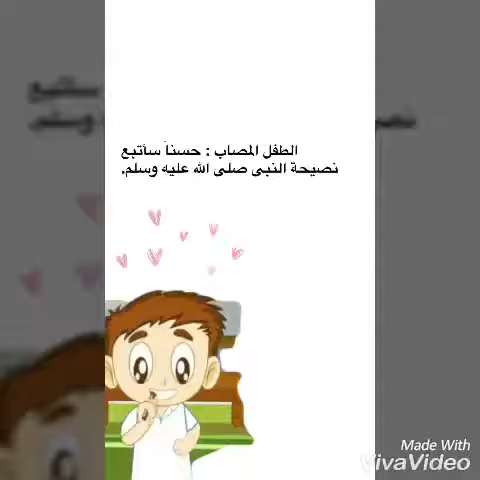 الطفل المصاب : حسناً سأتبع
نصيحة النبى صلى الله عليه وسلم.
Made With
VivaVideo